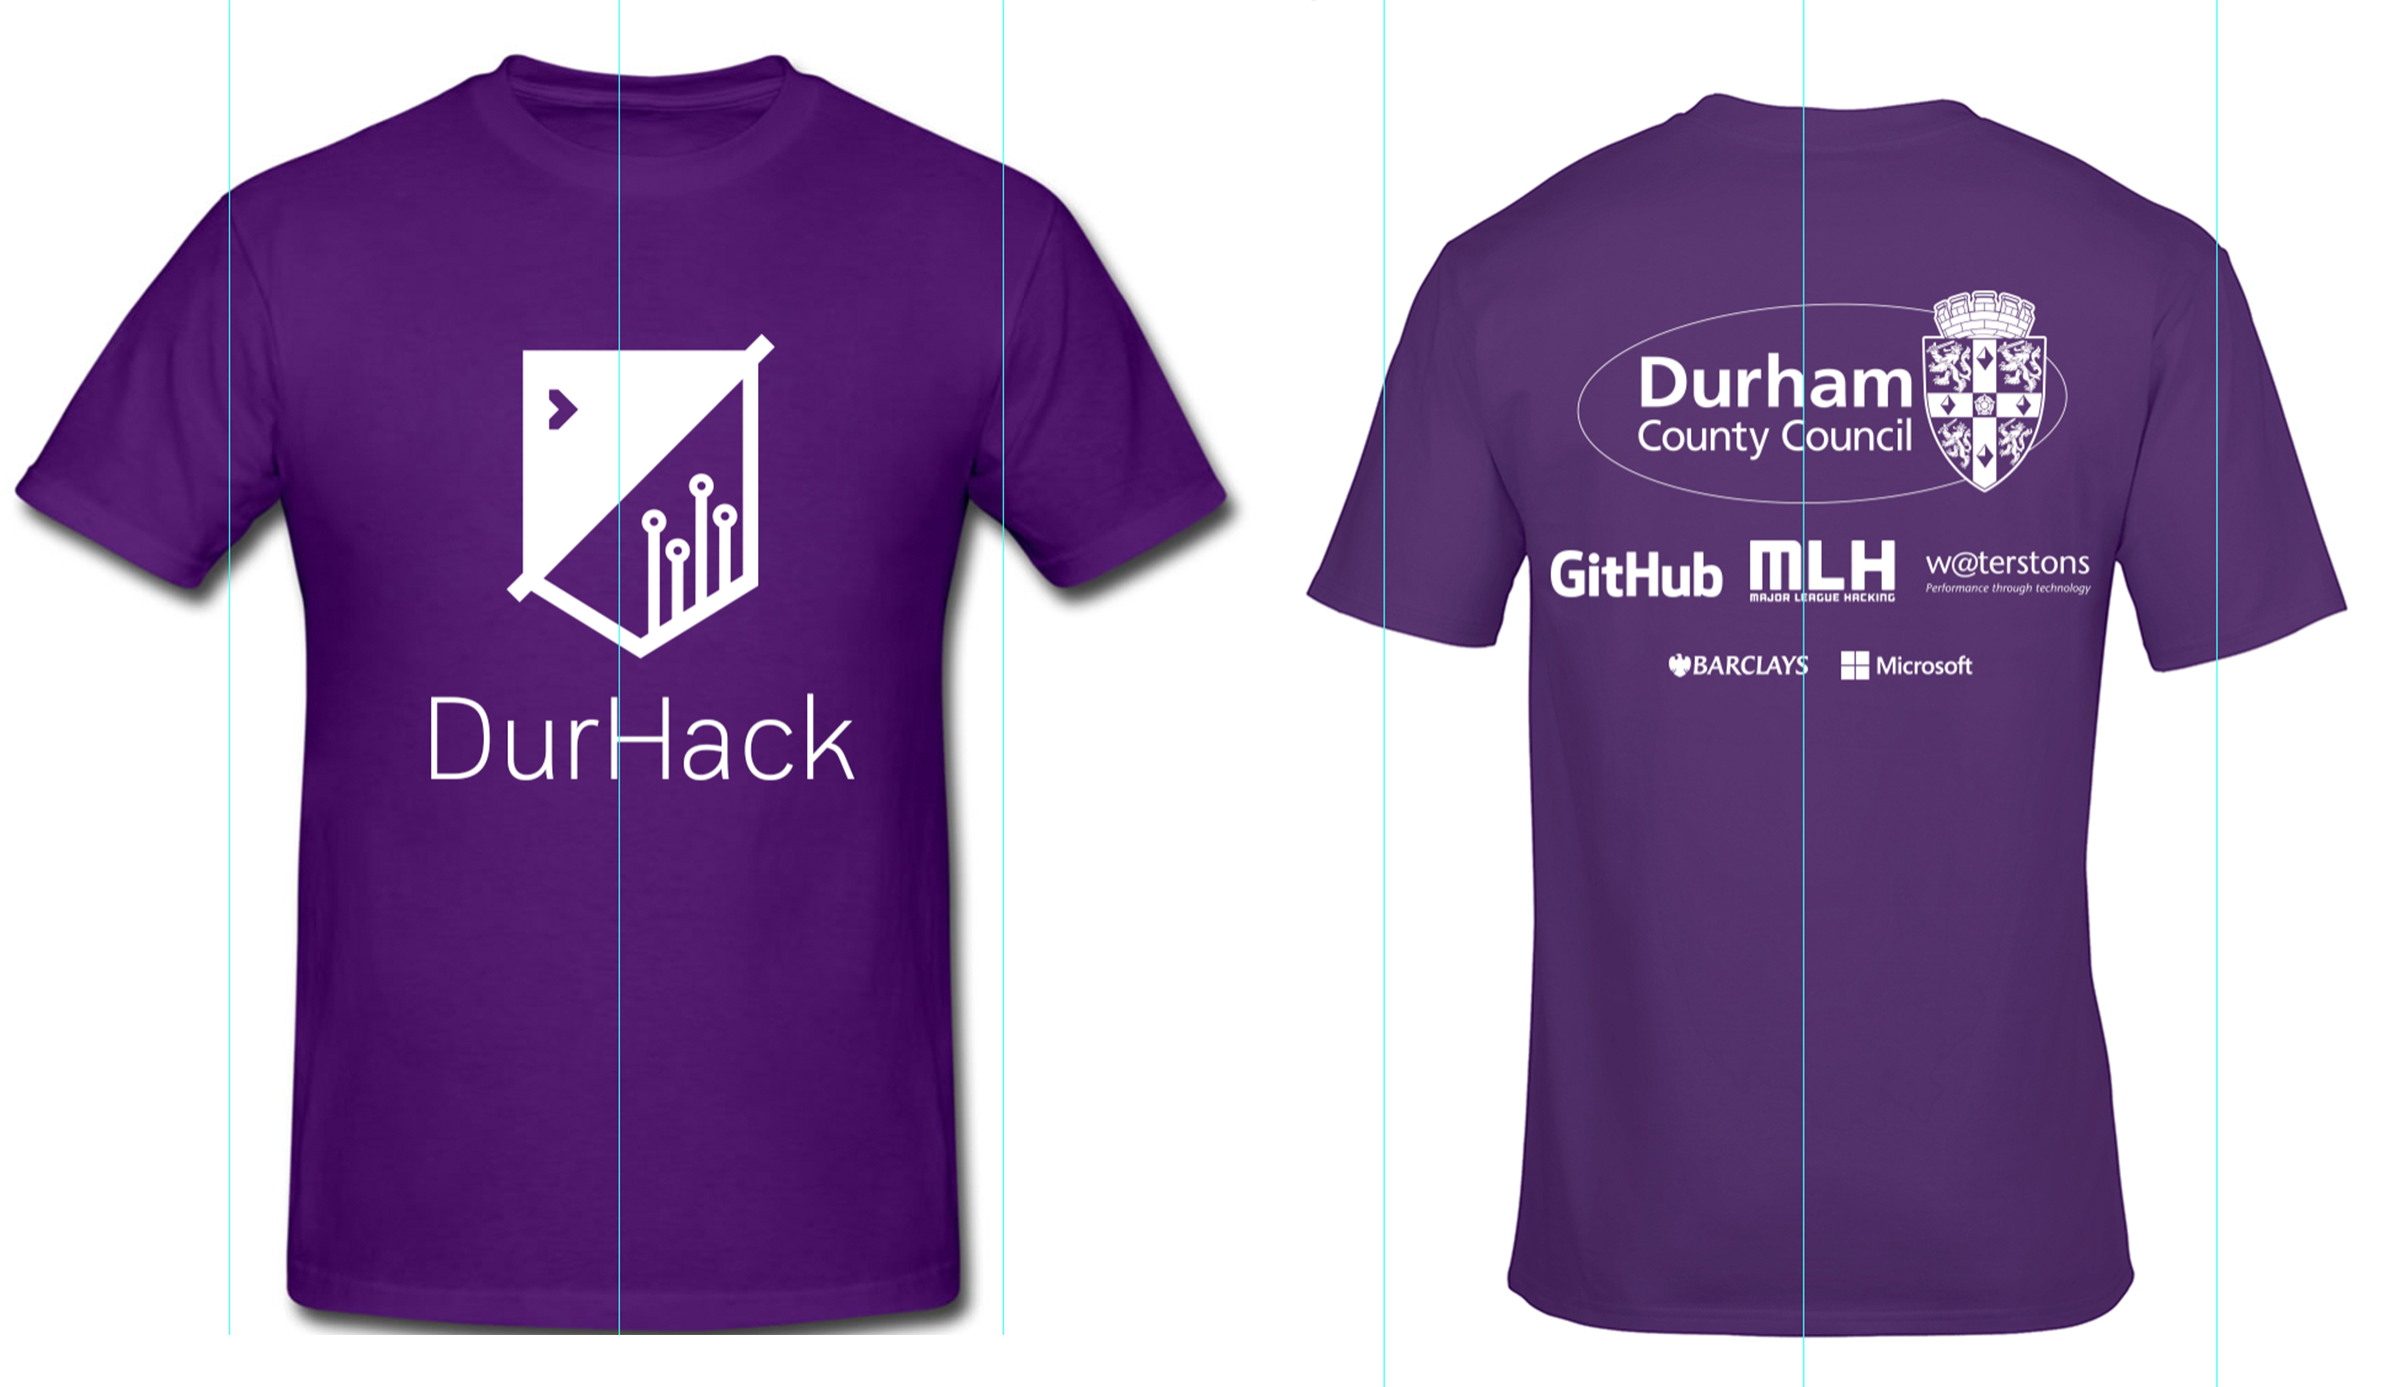 DurHack
Durham
County Council
GitHub
MLH
MAJOR LEAGUE HACKING
w@terstons
Performance through technology
BARCLAYS
Microsoft